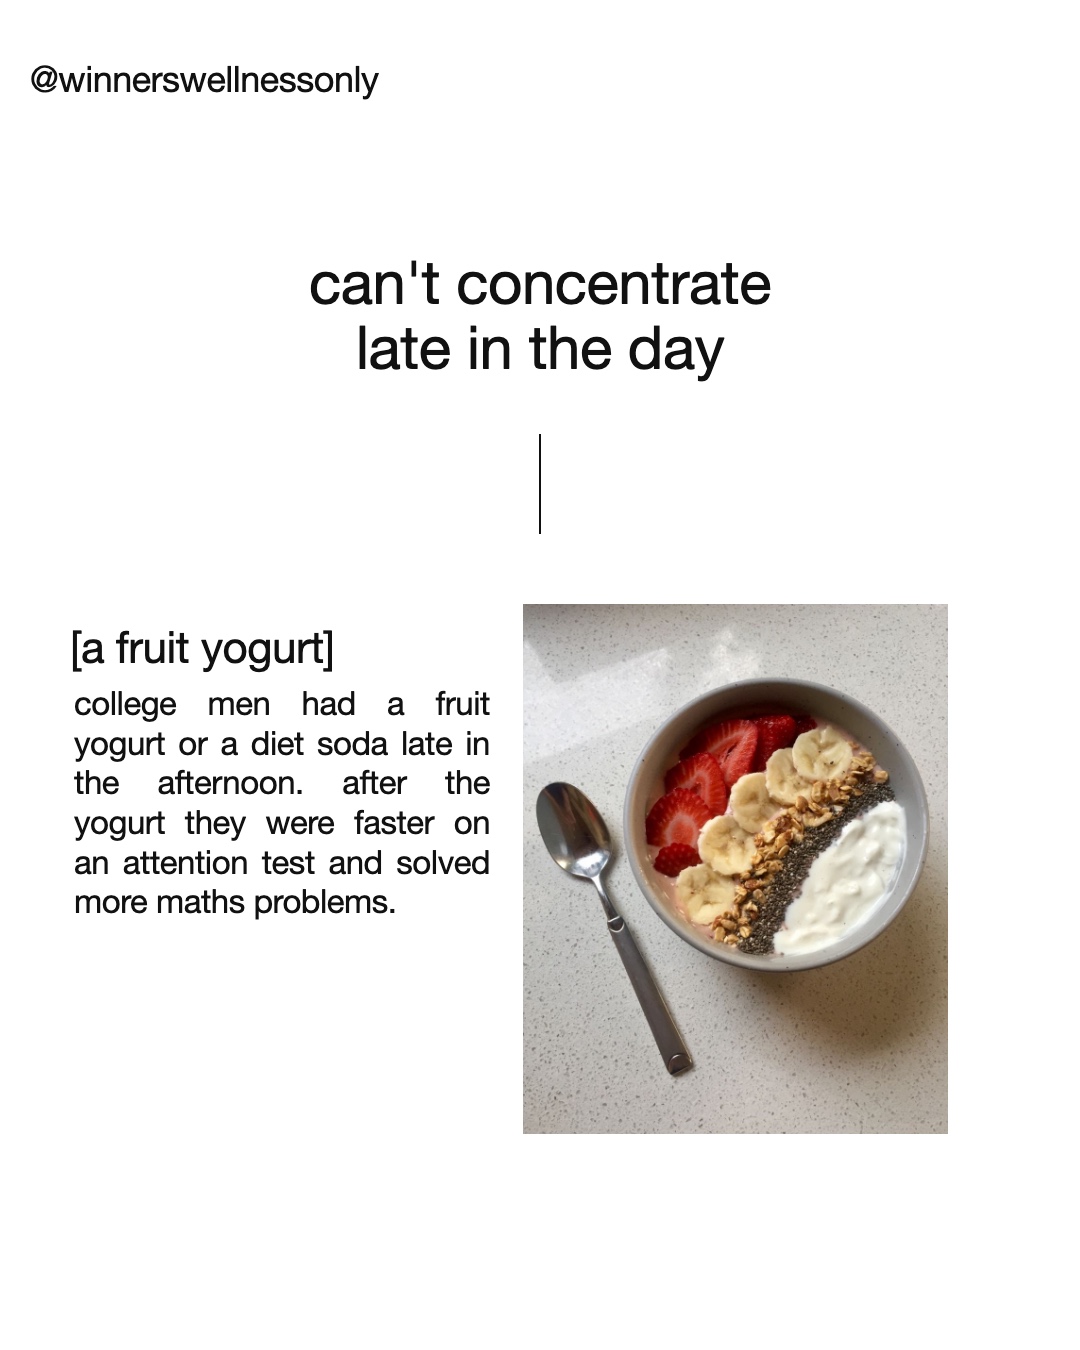 @winnerswellnessonly
can't concentrate
late in the day
[a fruit yogurt]
college men had a fruit
yogurt or a diet soda late in
the afternoon. after the
yogurt they were faster on
an attention test and solved
more maths problems.